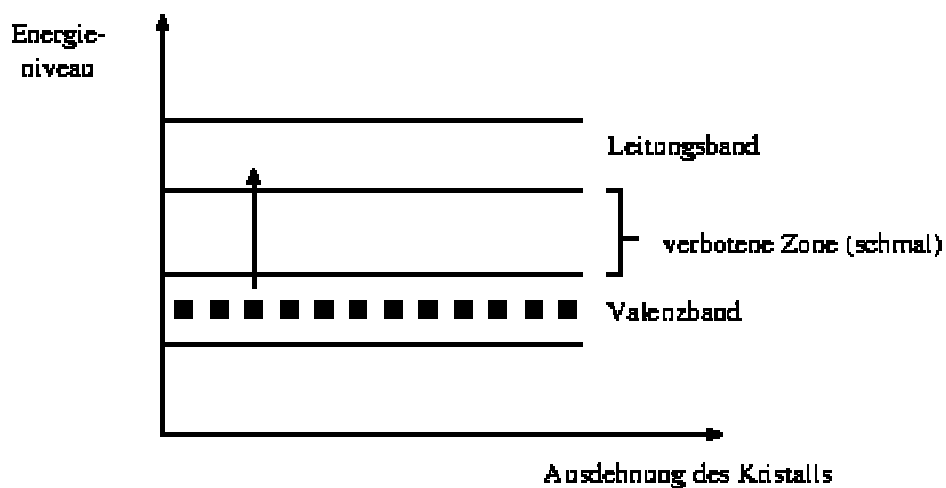 Energie-
niveau
Leitungsband
verbotene Zone (schmal)
Valenzband
Ausdehnung des Kristalls